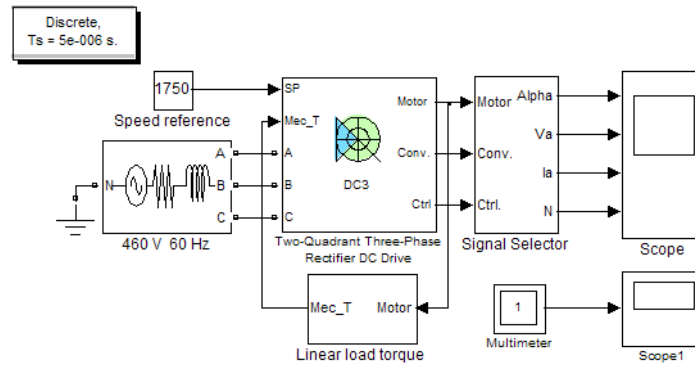 Discrete,
Ts = 5e-006 s.
1750
Speed reference
SP
Mec_T
A
B
C
Motor
Conv.
Ctrl
DC3
Two-Quadrant Three-Phase
Rectifier DC Drive
N
A
B
C
460 V 60 Hz
Motor
Conv.
Ctrl.
Alpha
Va
Ia
N
Signal Selector
Scope
Mec_T
Motor
Linear load torque
1
Multimeter
Scope1